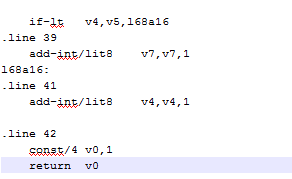 if-lt v4,v5,l68a16
.line 39
add-int/lit8 v7,v7,1
l68a16:
.line 41
add-int/lit8 v4,v4,1
.line 42
const/4 v0,1
return v0